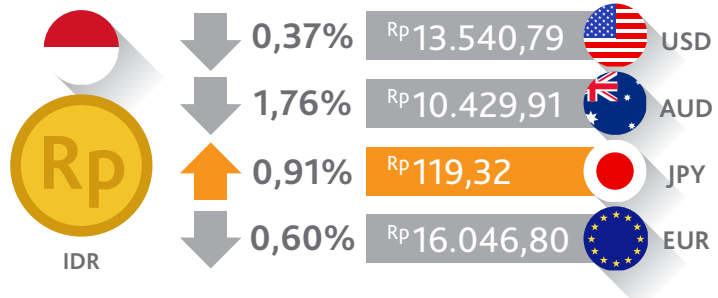 0,37% Rp13.540,79 USD
1,76% Rp10.429,91 AUD
Rp
0,91% Rp119,32 JPY
0,60% Rp16.046,80 EUR
IDR